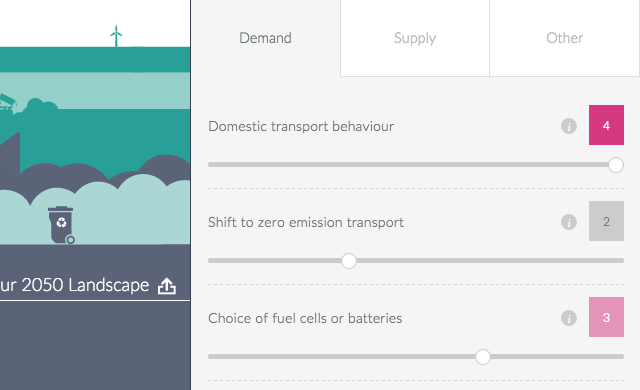 Demand
Supply
Other
Domestic transport behaviour
i
4
Shift to zero emission transport
i
2
ur 2050 Landscape
Choice of fuel cells or batteries
i
3